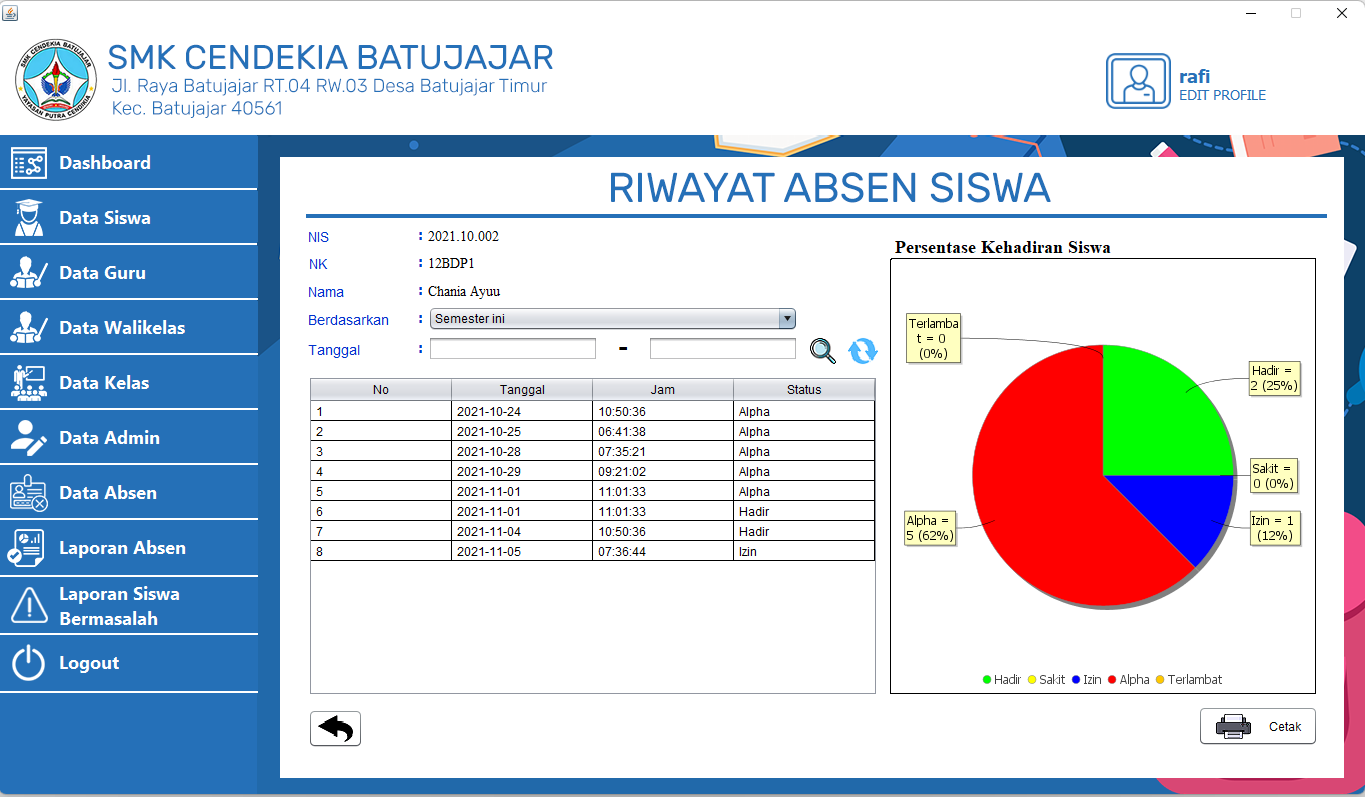 SMK CENDEKIA BATUJAJAR
YAYASAN PUTRA CENDIKIA
SMK CENDEKIA BATUJAJAR
Jl. Raya Batujajar RT.04 RW.03 Desa Batujajar Timur
Kec. Batujajar 40561
rafi
EDIT PROFILE
Dashboard
Data Siswa
Data Guru
Data Walikelas
Data Kelas
Data Admin
Data Absen
Laporan Absen
Laporan Siswa
Bermasalah
Logout
RIWAYAT ABSEN SISWA
NIS : 2021.10.002
NK : 12BDP1
Nama : Chania Ayuu
Berdasarkan : Semester ini
Tanggal : -
No Tanggal Jam Status
1 2021-10-24 10:50:36 Alpha
2 2021-10-25 06:41:38 Alpha
3 2021-10-28 07:35:21 Alpha
4 2021-10-29 09:21:02 Alpha
5 2021-11-01 11:01:33 Alpha
6 2021-11-01 11:01:33 Hadir
7 2021-11-04 10:50:36 Hadir
8 2021-11-05 07:36:44 Izin
Persentase Kehadiran Siswa
Terlamba
t = 0
(0%)
Hadir =
2 (25%)
Sakit =
0 (0%)
Izin = 1
(12%)
Alpha =
5 (62%)
Hadir Sakit Izin Alpha Terlambat
Cetak